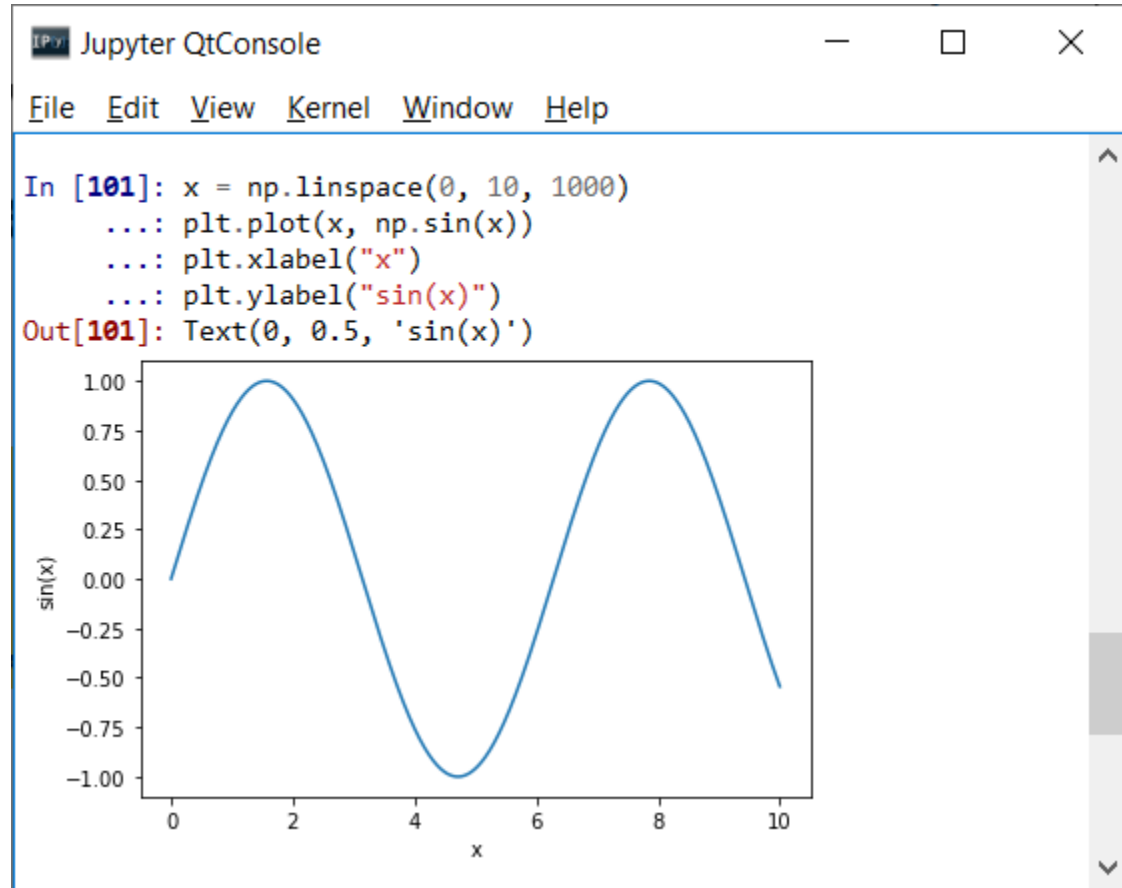 IP[y] Jupyter QtConsole
File Edit View Kernel Window Help
In [101]: x = np.linspace(0, 10, 1000)
...: plt.plot(x, np.sin(x))
...: plt.xlabel("x")
...: plt.ylabel("sin(x)")
Out[101]: Text(0, 0.5, 'sin(x)')
1.00
0.75
0.50
0.25
0.00
−0.25
−0.50
−0.75
−1.00
sin(x)
0 2 4 6 8 10
x